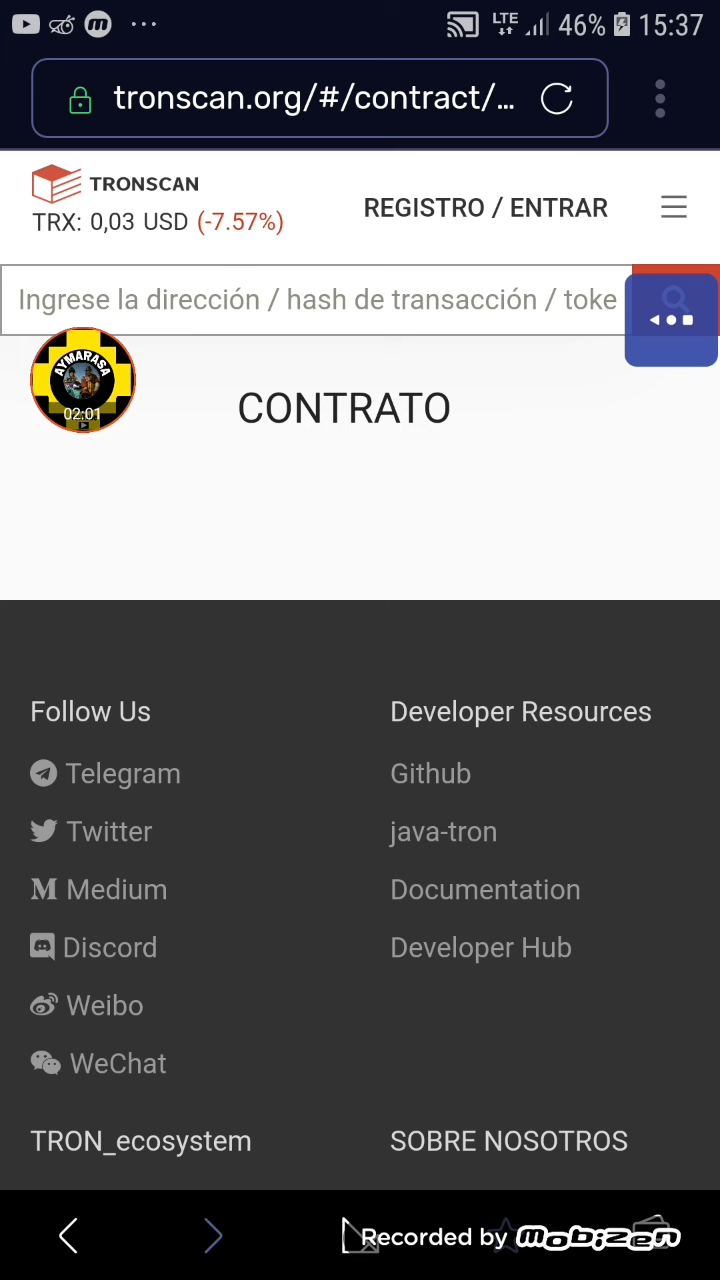 LTE 46% 15:37
tronscan.org/#/contract/...
TRONSCAN
TRX: 0,03 USD (-7.57%)
REGISTRO / ENTRAR
Ingrese la dirección / hash de transacción / toke
AYMARASA
02:01
CONTRATO
Follow Us
Telegram
Twitter
Medium
Discord
Weibo
WeChat
Developer Resources
Github
java-tron
Documentation
Developer Hub
TRON_ecosystem
SOBRE NOSOTROS
Recorded by mobizen